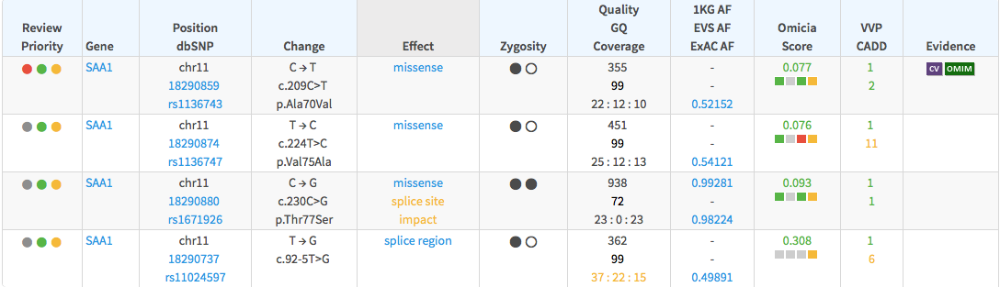 Review Priority Gene Position dbSNP Change Effect Zygosity Quality GQ Coverage 1KG AF EVS AF ExAC AF Omicia Score VVP CADD Evidence
SAA1 chr11 C → T missense 355 - 0.077 1 CV OMIM
18290859 c.209C>T 99 - 2
rs1136743 p.Ala70Val 22 : 12 : 10 0.52152
SAA1 chr11 T → C missense 451 - 0.076 1
18290874 c.224T>C 99 - 11
rs1136747 p.Val75Ala 25 : 12 : 13 0.54121
SAA1 chr11 C → G missense 938 0.99281 0.093 1
18290880 c.230C>G splice site 72 - 1
rs1671926 p.Thr77Ser impact 23 : 0 : 23 0.98224
SAA1 chr11 T → G splice region 362 - 0.308 1
18290737 c.92-5T>G 99 - 6
rs11024597 37 : 22 : 15 0.49891